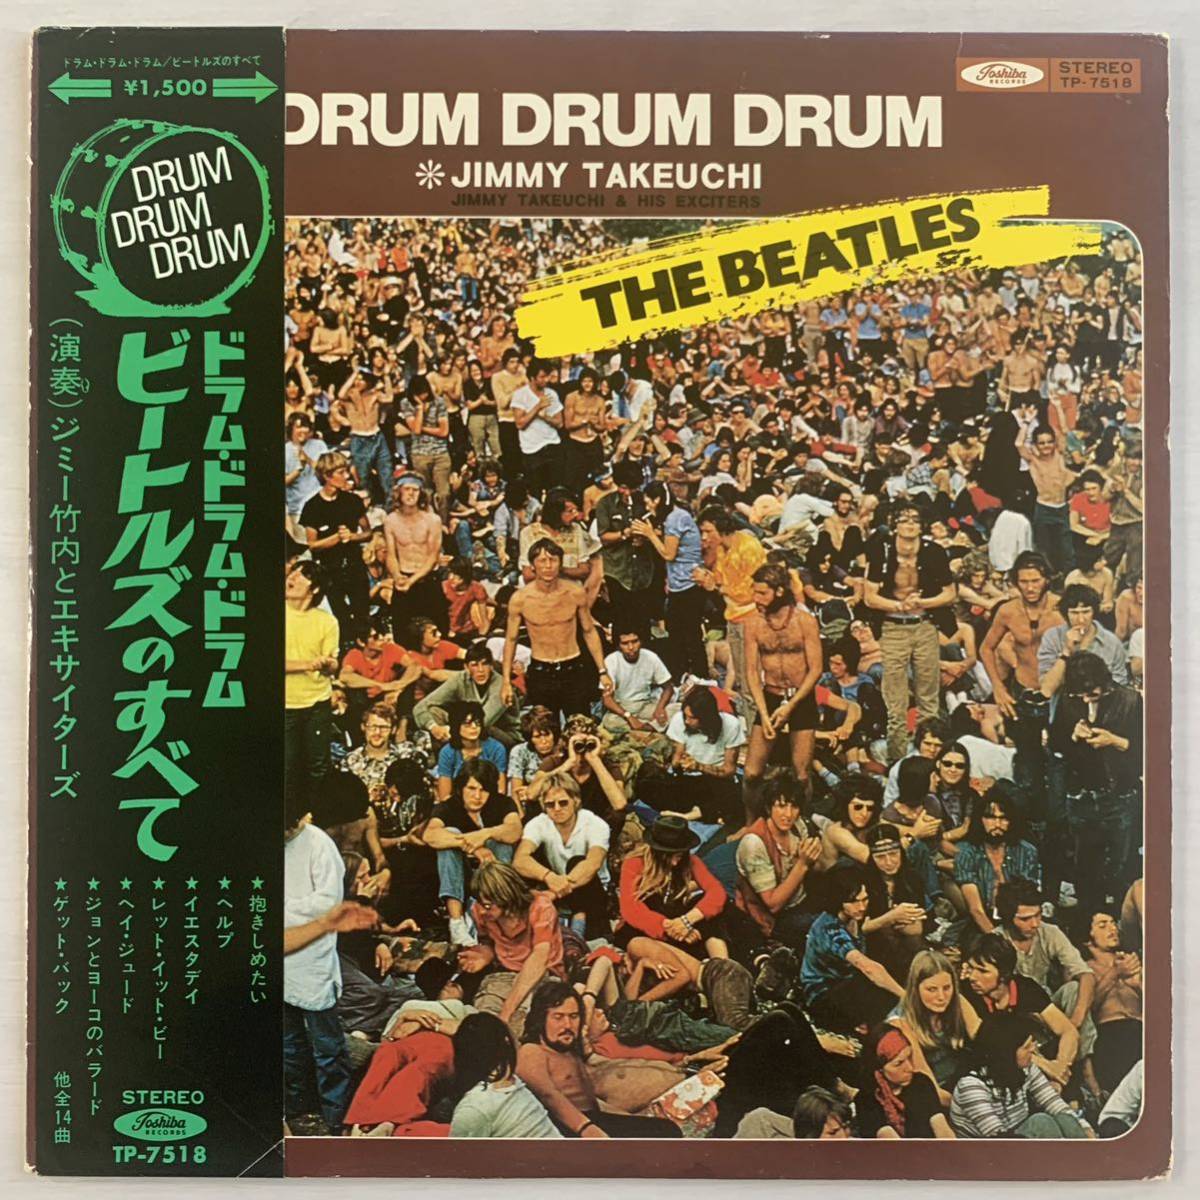 ドラム・ドラム・ドラム/ビートルズのすべて
¥1,500
DRUM
DRUM
DRUM
ドラム・ドラム・ドラム
ビートルズのすべて
(演奏)ジミー竹内とエキサイターズ
★抱きしめたい
★ヘルプ
★イエスタデイ
★レット・イット・ビー
★ヘイ・ジュード
★ジョンとヨーコのバラード
★ゲット・バック
他全14曲
STEREO
Toshiba
RECORDS
TP-7518
Toshiba
RECORDS
STEREO
TP-7518
DRUM DRUM DRUM
JIMMY TAKEUCHI
JIMMY TAKEUCHI & HIS EXCITERS
THE BEATLES